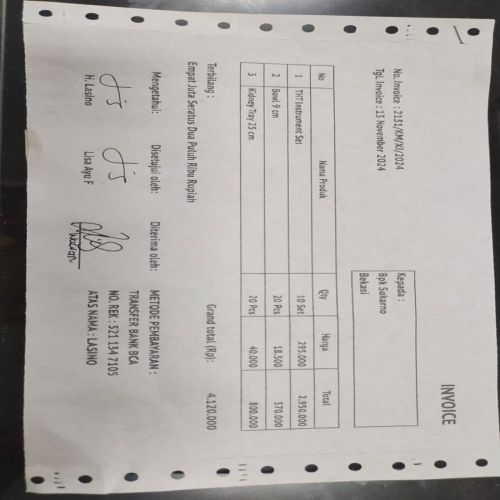 INVOICE
No. Invoice : 2151/KM/XI/2024
Tgl. Invoice : 13 November 2024
Kepada :
Bpk Sukarno
Bekasi
No Nama Produk Qty Harga Total
1 THT Instrument Set 10 Set 295.000 2.950.000
2 Bowl 9 cm 20 Pcs 18.500 370.000
3 Kidney Tray 23 cm 20 Pcs 40.000 800.000
Grand total (Rp): 4.120.000
Terbilang :
Empat Juta Seratus Dua Puluh Ribu Rupiah
Mengetahui: Disetujui oleh: Diterima oleh:
H. Lasino Lisa Ayu F
METODE PEMBAYARAN :
TRANSFER BANK BCA
NO. REK : 521 134 7105
ATAS NAMA : LASINO